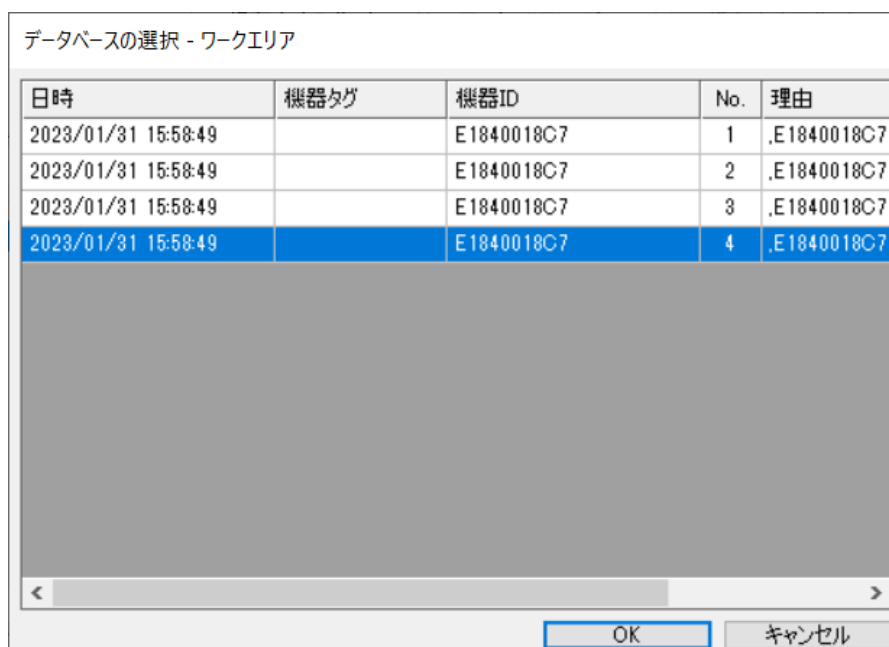 データベースの選択 - ワークエリア
日時 機器タグ 機器ID No. 理由
2023/01/31 15:58:49 E1840018C7 1 ,E1840018C7
2023/01/31 15:58:49 E1840018C7 2 ,E1840018C7
2023/01/31 15:58:49 E1840018C7 3 ,E1840018C7
2023/01/31 15:58:49 E1840018C7 4 ,E1840018C7
OK キャンセル